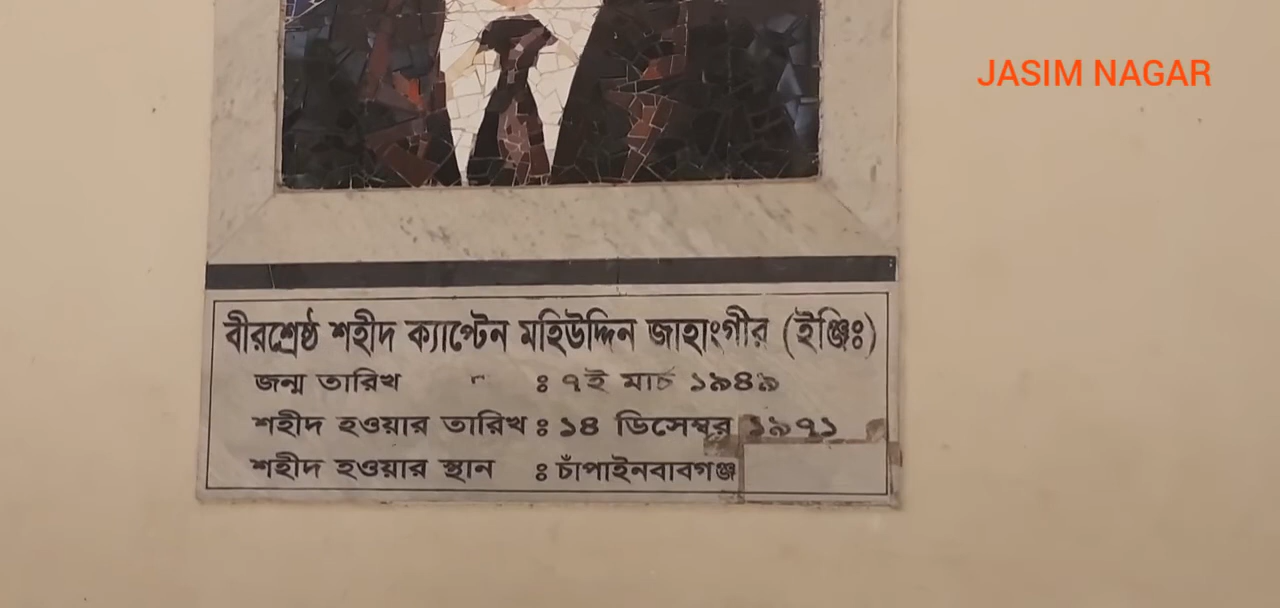 JASIM NAGAR
বীরশ্রেষ্ঠ শহীদ ক্যাপ্টেন মহিউদ্দিন জাহাংগীর (ইঞ্জিঃ)
জন্ম তারিখ : ৭ই মার্চ ১৯৪৯
শহীদ হওয়ার তারিখ : ১৪ ডিসেম্বর ১৯৭১
শহীদ হওয়ার স্থান : চাঁপাইনবাবগঞ্জ